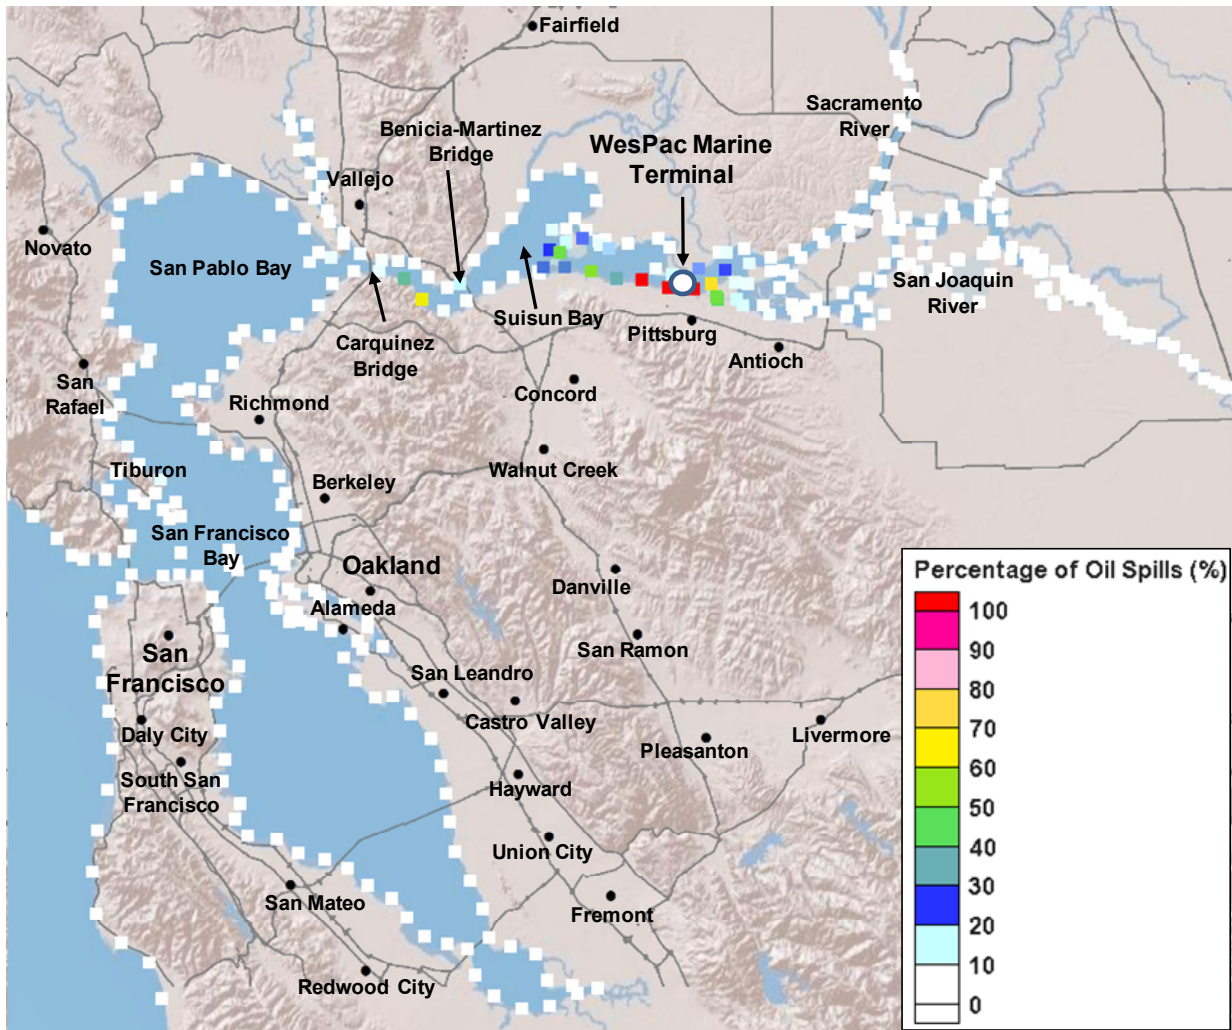 Fairfield
Sacramento
River
Benicia-Martinez
Bridge
WesPac Marine
Terminal
Vallejo
Novato
San Pablo Bay
San Joaquin
River
Suisun Bay
Pittsburg
Carquinez
Bridge
Antioch
San
Rafael
Concord
Richmond
Tiburon
Walnut Creek
Berkeley
San Francisco
Bay
Oakland
Danville
Alameda
San
Francisco
San Ramon
San Leandro
Castro Valley
Daly City
Pleasanton
Livermore
South San
Francisco
Hayward
Union City
San Mateo
Fremont
Redwood City
Percentage of Oil Spills (%)
100
90
80
70
60
50
40
30
20
10
0